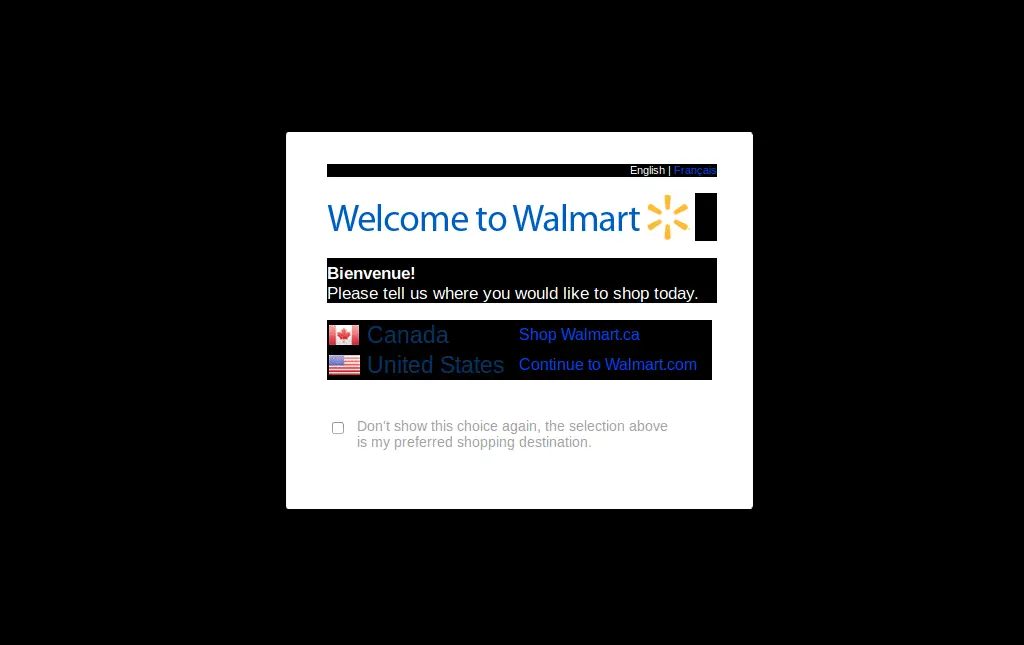 English | Français
Welcome to Walmart
Bienvenue!
Please tell us where you would like to shop today.
Canada Shop Walmart.ca
United States Continue to Walmart.com
Don't show this choice again, the selection above
is my preferred shopping destination.